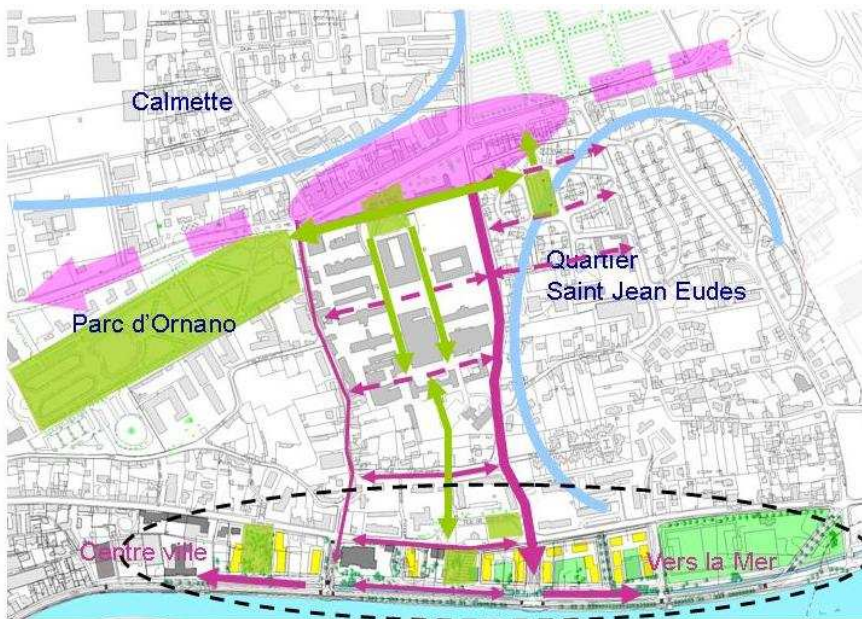 Calmette
Quartier
Saint Jean Eudes
Parc d'Ornano
Centre ville
Vers la Mer